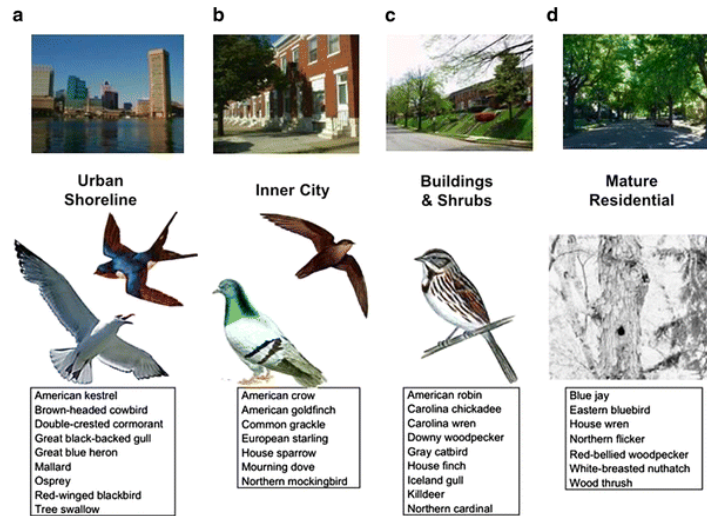 a
b
c
d
Urban
Shoreline
Inner City
Buildings
& Shrubs
Mature
Residential
American kestrel
Brown-headed cowbird
Double-crested cormorant
Great black-backed gull
Great blue heron
Mallard
Osprey
Red-winged blackbird
Tree swallow
American crow
American goldfinch
Common grackle
European starling
House sparrow
Mourning dove
Northern mockingbird
American robin
Carolina chickadee
Carolina wren
Downy woodpecker
Gray catbird
House finch
Iceland gull
Killdeer
Northern cardinal
Blue jay
Eastern bluebird
House wren
Northern flicker
Red-bellied woodpecker
White-breasted nuthatch
Wood thrush